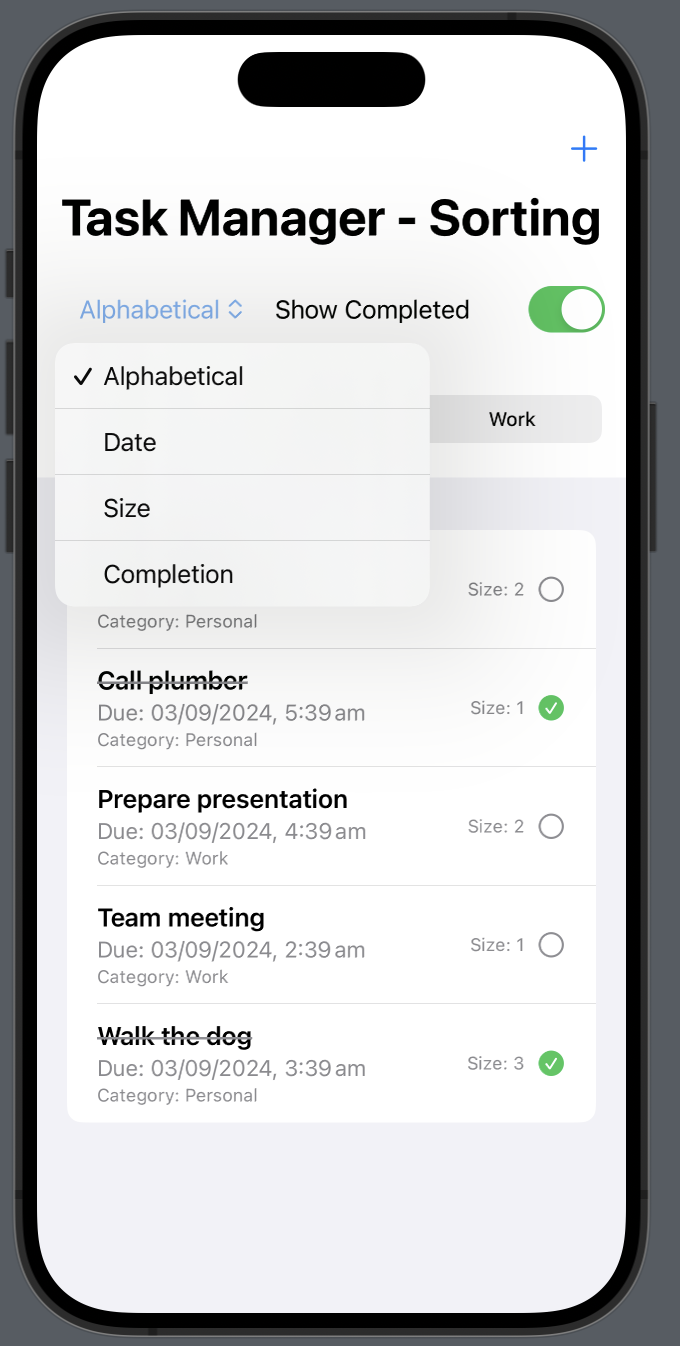 Task Manager - Sorting
Alphabetical
Show Completed
Alphabetical
Date
Work
Size
Completion
Size: 2
Category: Personal
Call plumber
Due: 03/09/2024, 5:39 am
Size: 1
Category: Personal
Prepare presentation
Due: 03/09/2024, 4:39 am
Size: 2
Category: Work
Team meeting
Due: 03/09/2024, 2:39 am
Size: 1
Category: Work
Walk the dog
Due: 03/09/2024, 3:39 am
Size: 3
Category: Personal